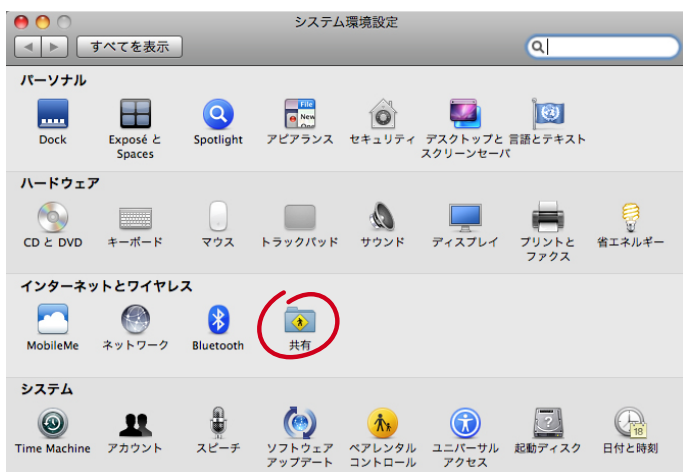 システム環境設定
すべてを表示
パーソナル
Dock
Exposé と
Spaces
Spotlight
File
New
アピアランス
セキュリティ
デスクトップと
スクリーンセーバ
言語とテキスト
ハードウェア
CD と DVD
キーボード
マウス
トラックパッド
サウンド
ディスプレイ
プリントと
ファクス
省エネルギー
インターネットとワイヤレス
MobileMe
ネットワーク
Bluetooth
共有
システム
Time Machine
アカウント
スピーチ
ソフトウェア
アップデート
ペアレンタル
コントロール
ユニバーサル
アクセス
起動ディスク
18
日付と時刻